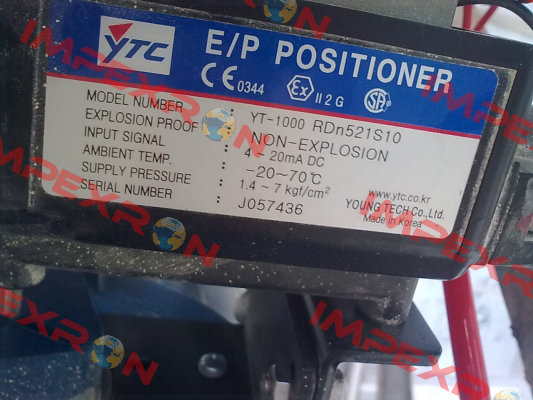 YTC E/P POSITIONER
CE 0344 Ex II 2 G SP
MODEL NUMBER : YT-1000 RDn521S10
EXPLOSION PROOF : NON-EXPLOSION
INPUT SIGNAL : 4 ~ 20mA DC
AMBIENT TEMP. : -20~70℃
SUPPLY PRESSURE : 1.4 ~ 7 kgf/cm²
SERIAL NUMBER : J057436
www.ytc.co.kr
YOUNG TECH Co., Ltd.
Made in Korea
IMPEXRON
IMPEXRON
IMPEXRON
IMPEXRON
IMPEXRON